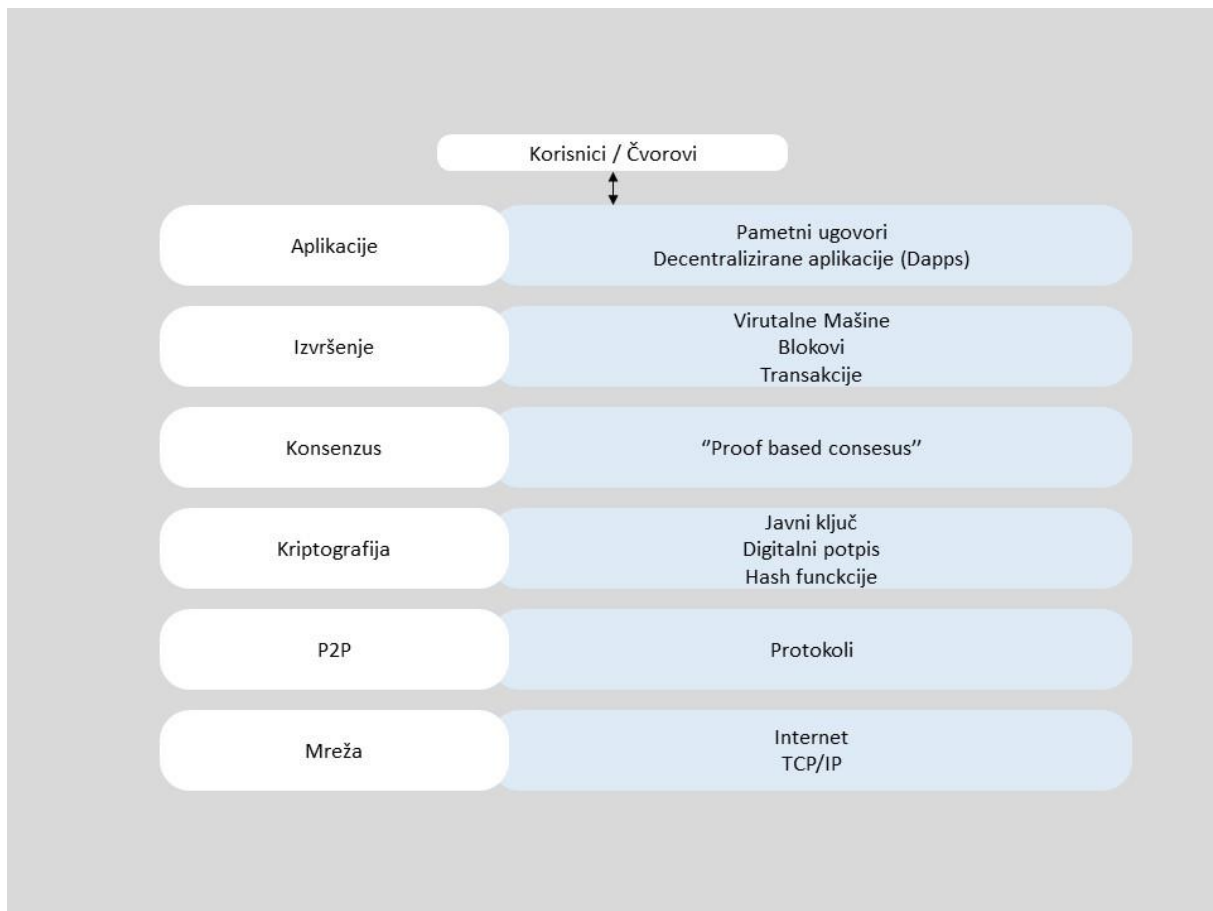 Korisnici / Čvorovi
Aplikacije
Pametni ugovori
Decentralizirane aplikacije (Dapps)
Izvršenje
Virutalne Mašine
Blokovi
Transakcije
Konsenzus
‘’Proof based consesus’’
Kriptografija
Javni ključ
Digitalni potpis
Hash funckcije
P2P
Protokoli
Mreža
Internet
TCP/IP